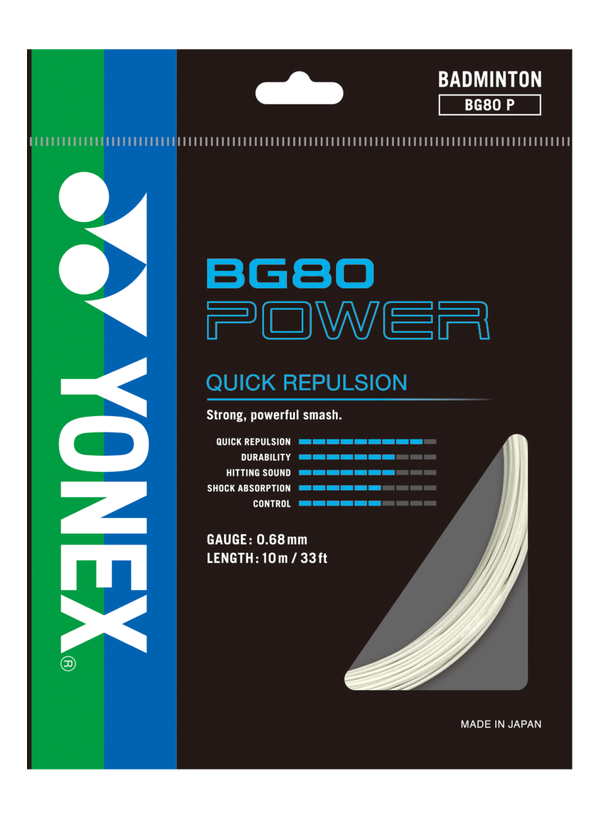 BADMINTON
BG80 P
YONEX®
BG80
POWER
QUICK REPULSION
Strong, powerful smash.
QUICK REPULSION
DURABILITY
HITTING SOUND
SHOCK ABSORPTION
CONTROL
GAUGE: 0.68mm
LENGTH: 10m / 33ft
MADE IN JAPAN